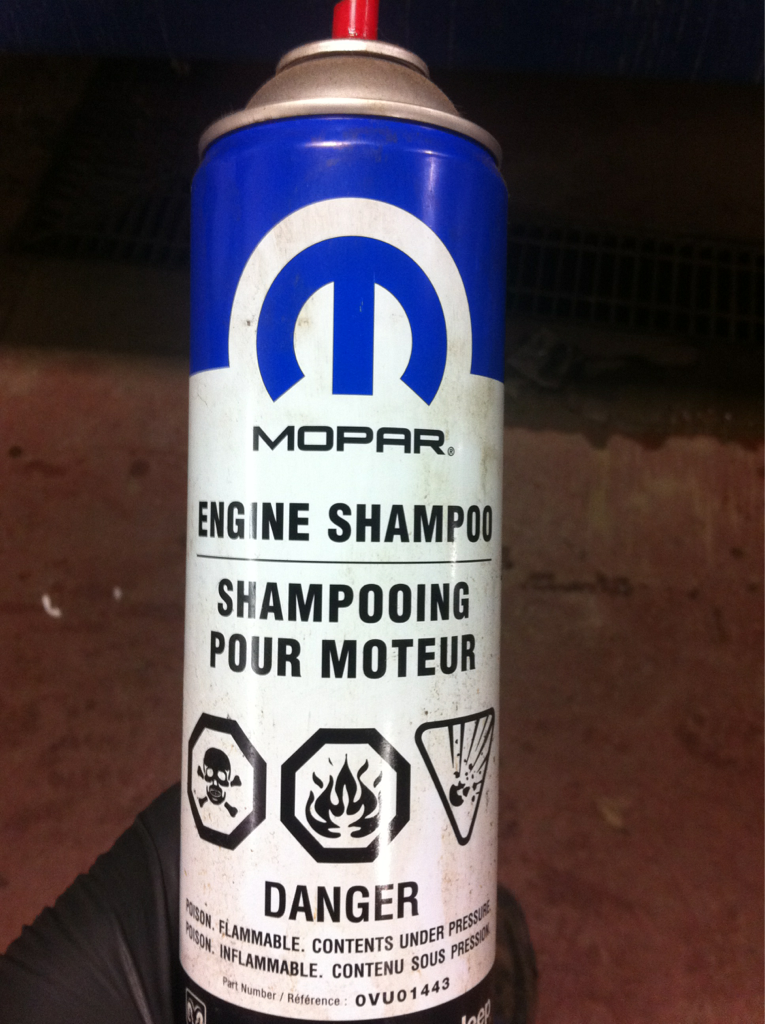 MOPAR®
ENGINE SHAMPOO
SHAMPOOING
POUR MOTEUR
DANGER
POISON. FLAMMABLE. CONTENTS UNDER PRESSURE.
POISON. INFLAMMABLE. CONTENU SOUS PRESSION.
Part Number / Référence : 0VU01443
Jeep